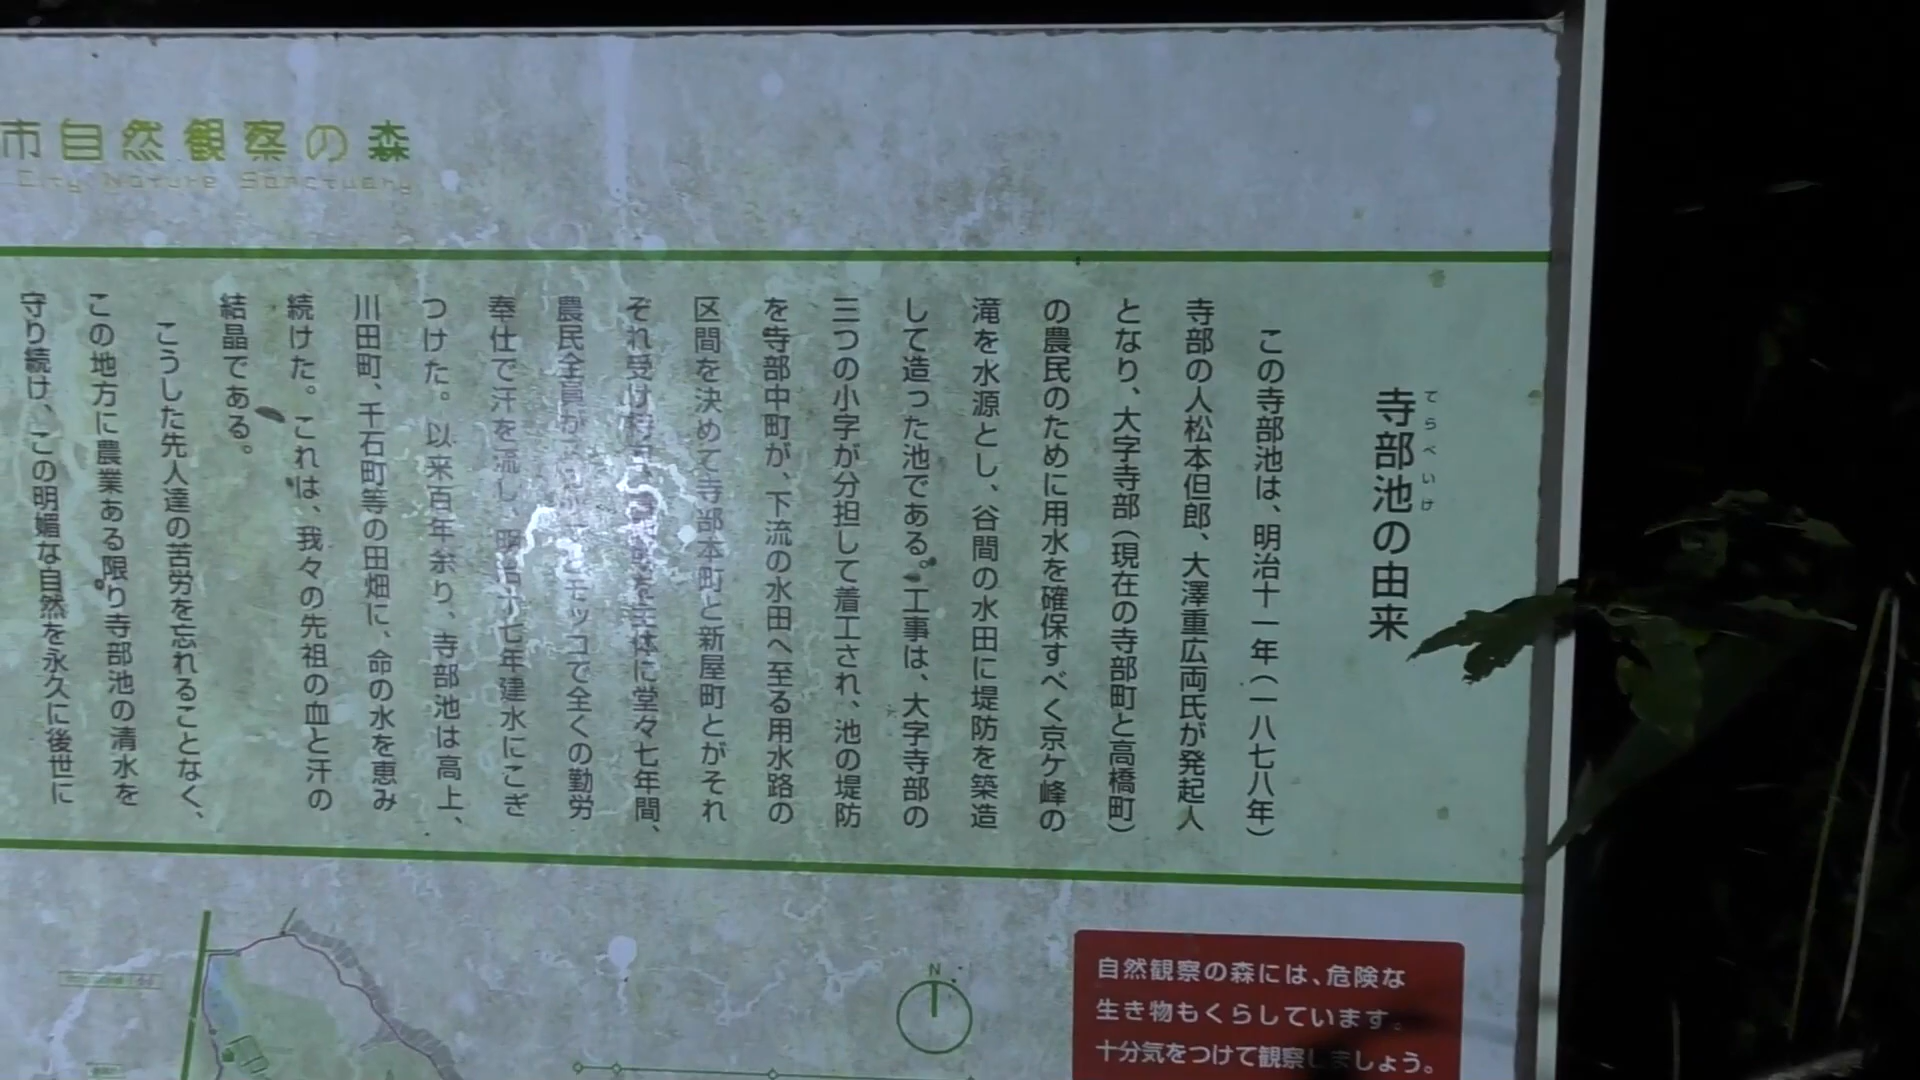 市自然観察の森
City Nature Sanctuary
寺部池の由来
てらべいけ
この寺部池は、明治十一年(一八七八年)
寺部の人松本但郎、大澤重広両氏が発起人
となり、大字寺部(現在の寺部町と高橋町)
の農民のために用水を確保すべく京ケ峰の
滝を水源とし、谷間の水田に堤防を築造
して造った池である。工事は、大字寺部の
三つの小字が分担して着工され、池の堤防
を寺部中町が、下流の水田へ至る用水路の
区間を決めて寺部本町と新屋町とがそれ
ぞれ受け 主体に堂々七年間、
農民全員が モッコで全くの勤労
奉仕で汗を流し、明治十七年建水にこぎ
つけた。以来百年余り、寺部池は高上、
川田町、千石町等の田畑に、命の水を恵み
続けた。これは、我々の先祖の血と汗の
結晶である。
こうした先人達の苦労を忘れることなく、
この地方に農業ある限り寺部池の清水を
守り続け、この明媚な自然を永久に後世に
N
自然観察の森には、危険な
生き物もくらしています。
十分気をつけて観察しましょう。